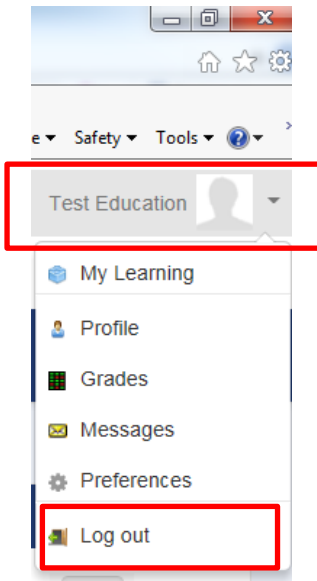 e Safety Tools
Test Education
My Learning
Profile
Grades
Messages
Preferences
Log out